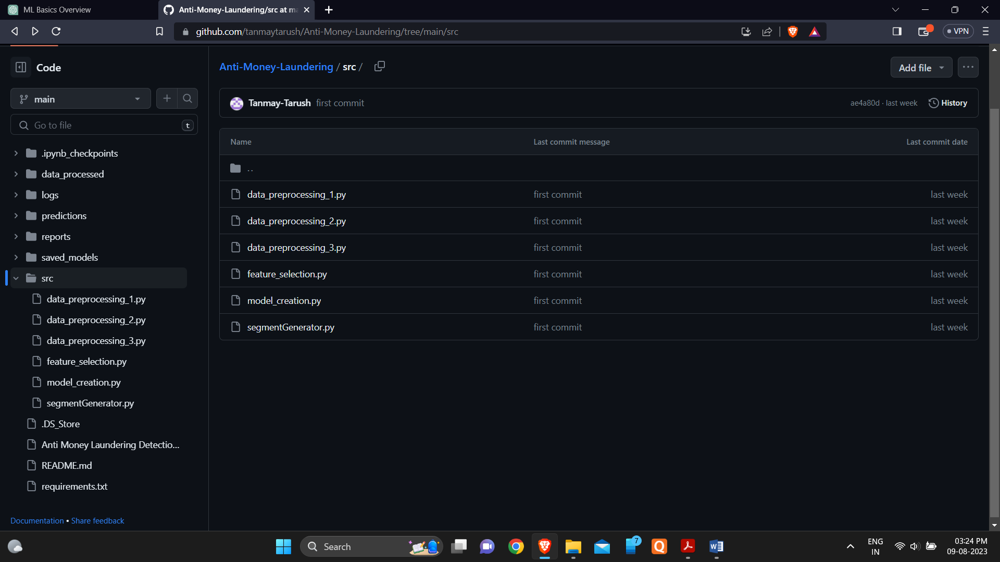 ML Basics Overview
Anti-Money-Laundering/src at ma
github.com/tanmaytarush/Anti-Money-Laundering/tree/main/src
VPN
Code
main
Go to file
t
.ipynb_checkpoints
data_processed
logs
predictions
reports
saved_models
src
data_preprocessing_1.py
data_preprocessing_2.py
data_preprocessing_3.py
feature_selection.py
model_creation.py
segmentGenerator.py
.DS_Store
Anti Money Laundering Detectio...
README.md
requirements.txt
Documentation • Share feedback
Anti-Money-Laundering / src /
Add file
Tanmay-Tarush first commit
ae4a80d · last week
History
Name Last commit message Last commit date
..
data_preprocessing_1.py first commit last week
data_preprocessing_2.py first commit last week
data_preprocessing_3.py first commit last week
feature_selection.py first commit last week
model_creation.py first commit last week
segmentGenerator.py first commit last week
Search
7
Q
W
ENG
IN
03:24 PM
09-08-2023